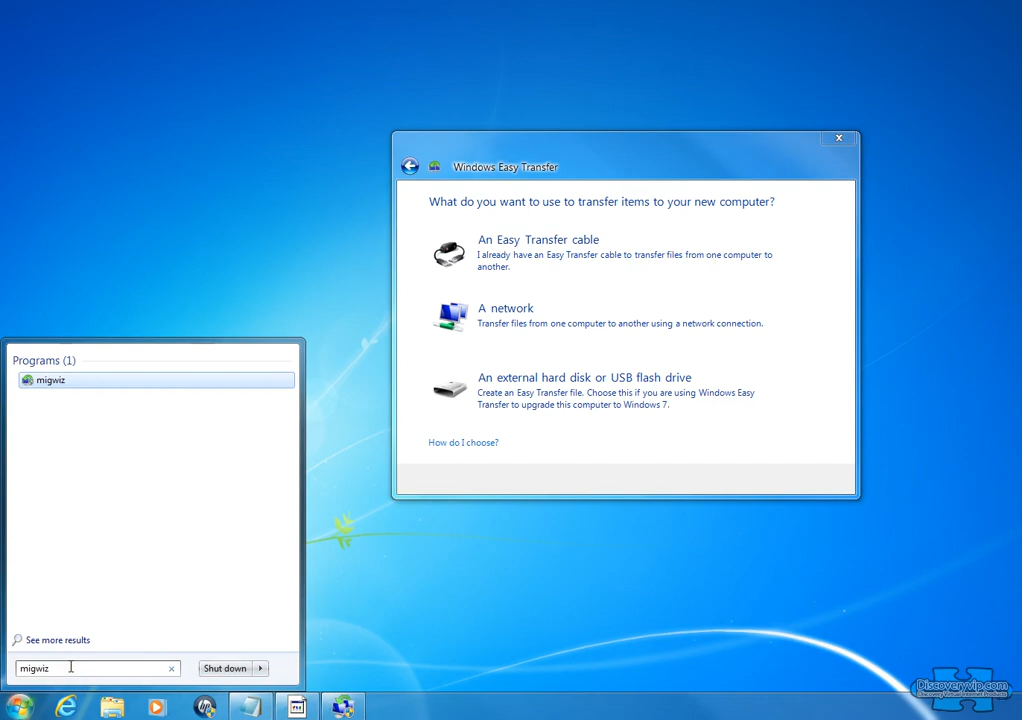 Windows Easy Transfer
What do you want to use to transfer items to your new computer?
An Easy Transfer cable
I already have an Easy Transfer cable to transfer files from one computer to
another.
A network
Transfer files from one computer to another using a network connection.
An external hard disk or USB flash drive
Create an Easy Transfer file. Choose this if you are using Windows Easy
Transfer to upgrade this computer to Windows 7.
How do I choose?
Programs (1)
migwiz
See more results
migwiz
Shut down
Discoveryvip.com
Discovery Virtual Internet Products